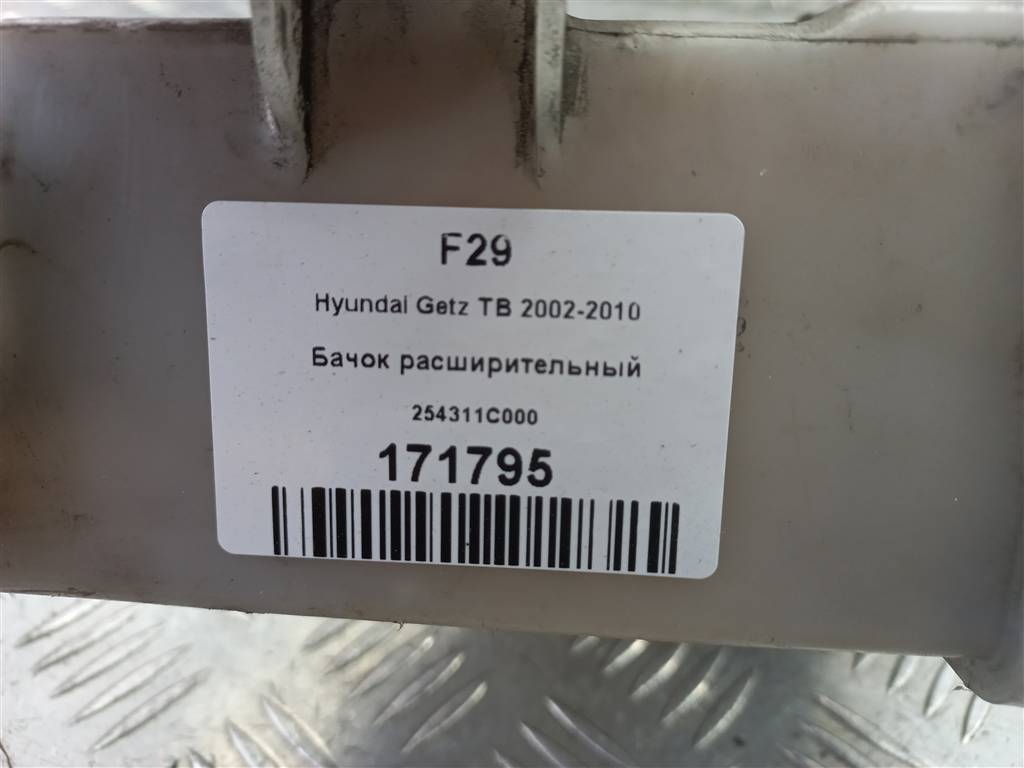 F29
Hyundai Getz TB 2002-2010
Бачок расширительный
254311C000
171795